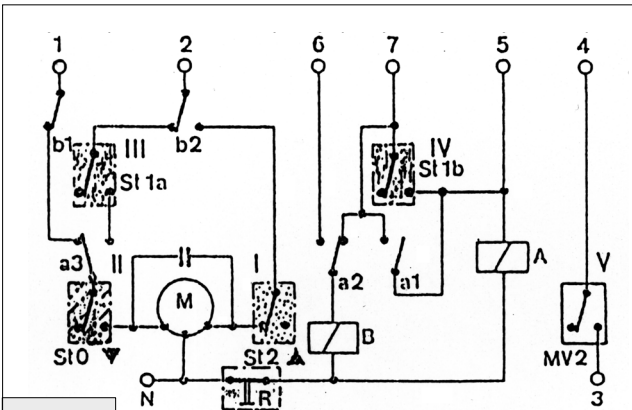 1 2 6 7 5 4
b1 III b2 IV
St1a St1b
a3 II I a2 a1 A V
M
B
St0 St2 MV2
N R 3